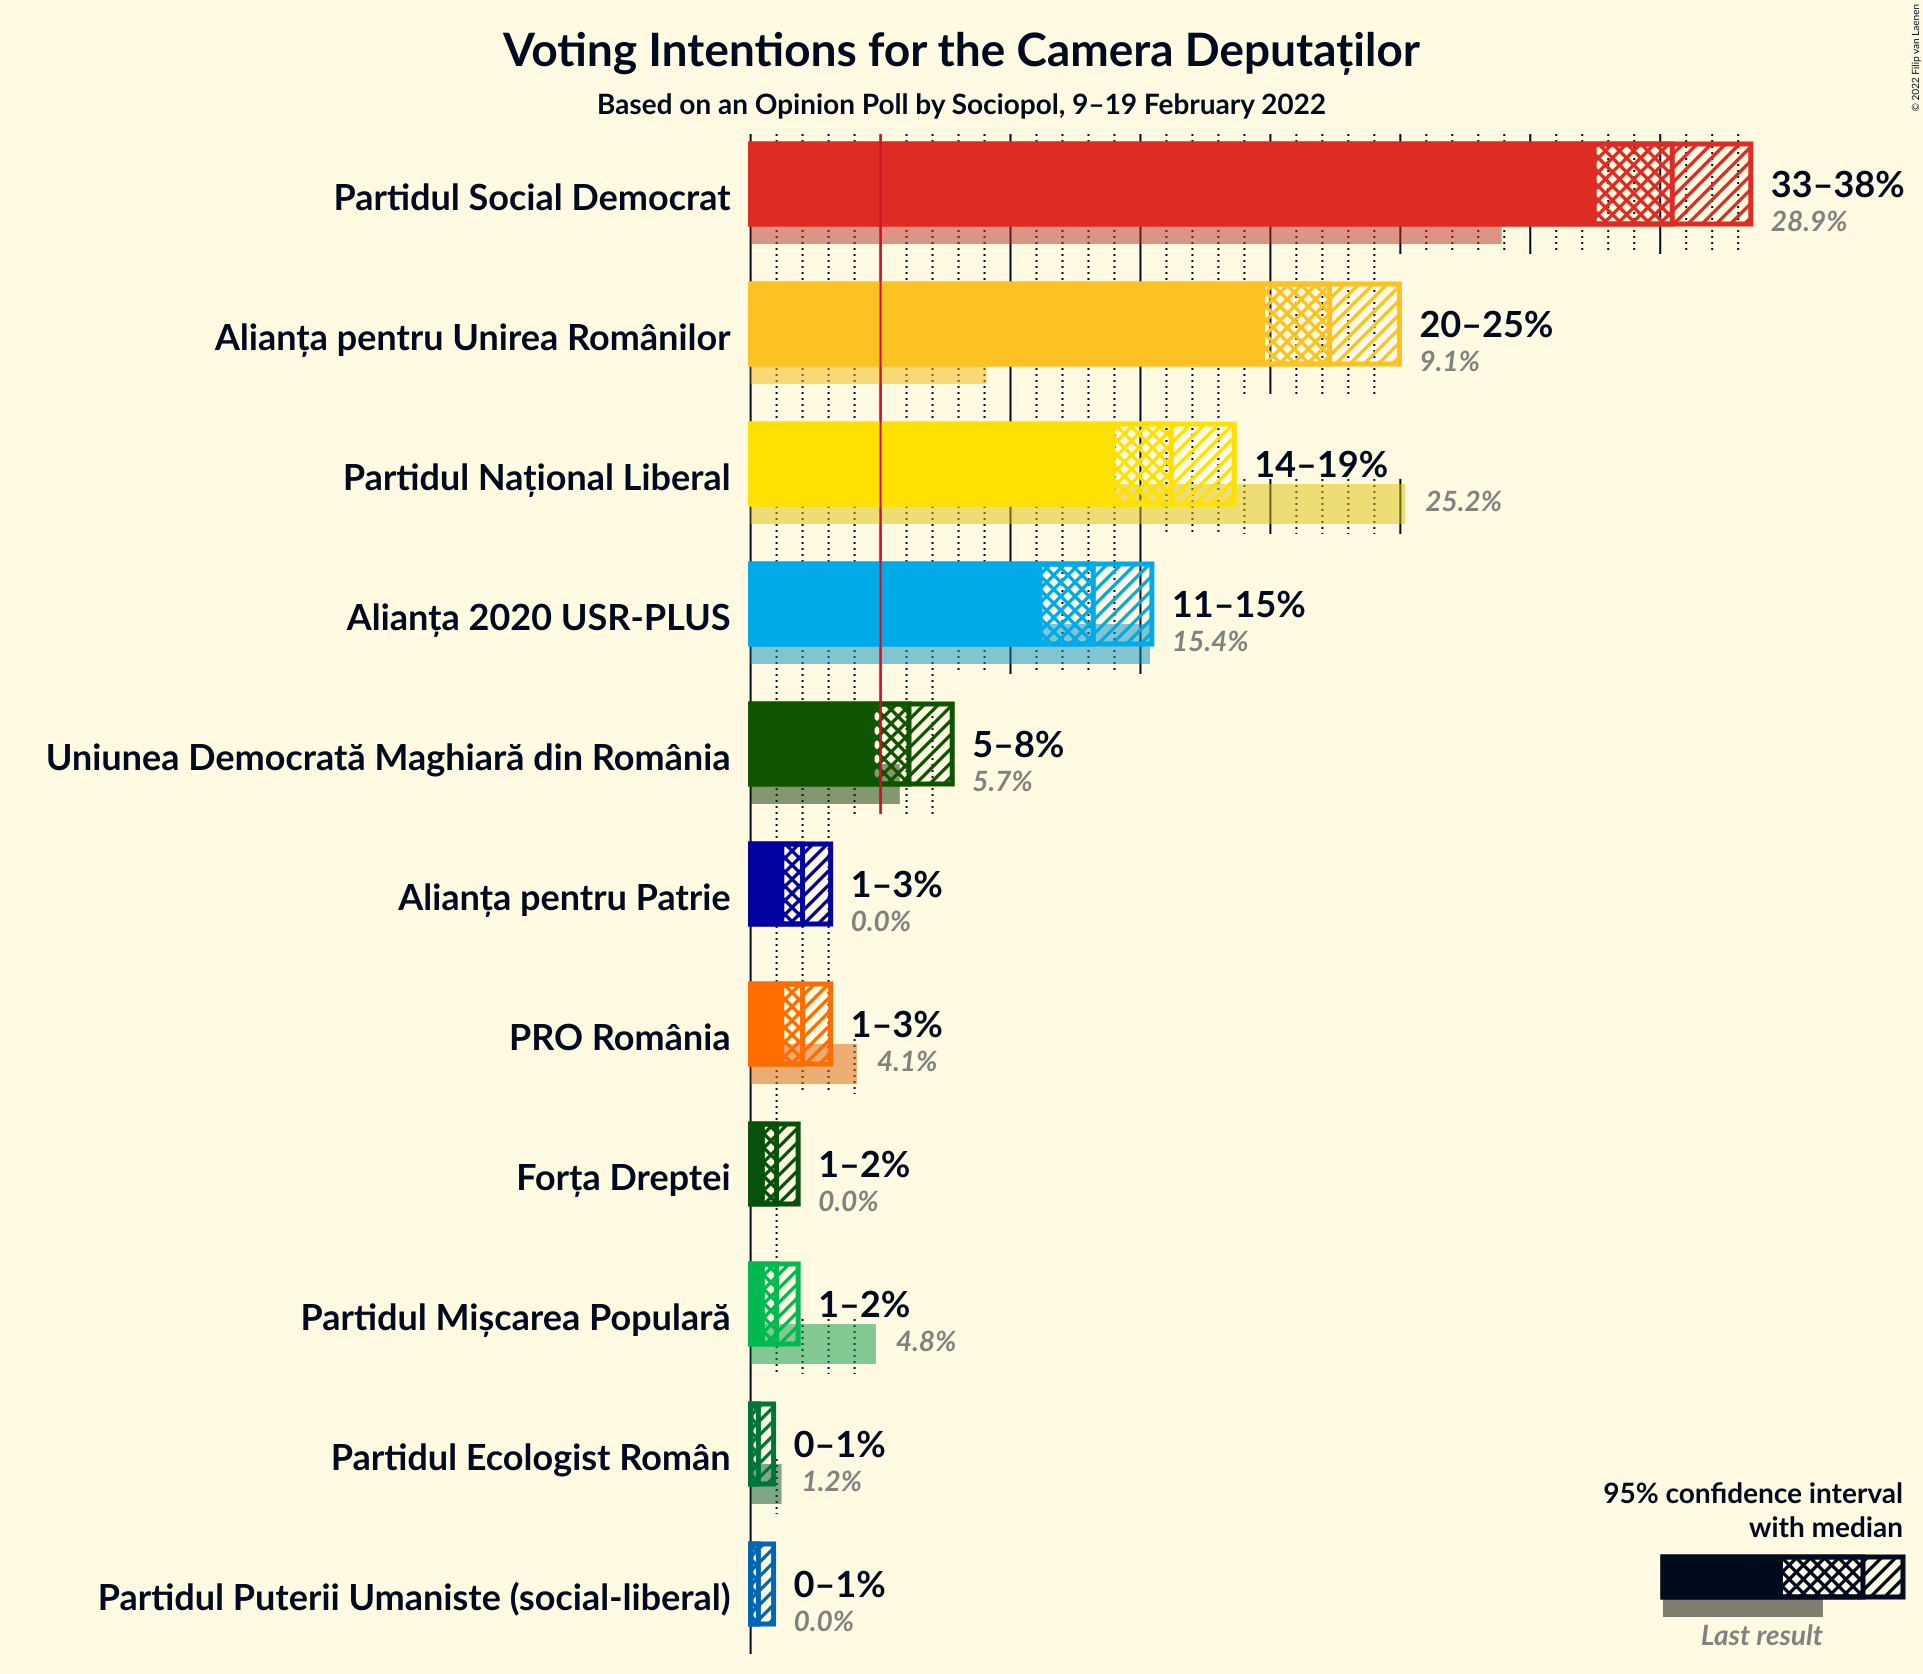 Voting Intentions for the Camera Deputaților
Based on an Opinion Poll by Sociopol, 9–19 February 2022
© 2022 Filip van Laenen
Partidul Social Democrat
33–38%
28.9%
Alianța pentru Unirea Românilor
20–25%
9.1%
Partidul Național Liberal
14–19%
25.2%
Alianța 2020 USR-PLUS
11–15%
15.4%
Uniunea Democrată Maghiară din România
5–8%
5.7%
Alianța pentru Patrie
1–3%
0.0%
PRO România
1–3%
4.1%
Forța Dreptei
1–2%
0.0%
Partidul Mișcarea Populară
1–2%
4.8%
Partidul Ecologist Român
0–1%
1.2%
Partidul Puterii Umaniste (social-liberal)
0–1%
0.0%
95% confidence interval
with median
Last result